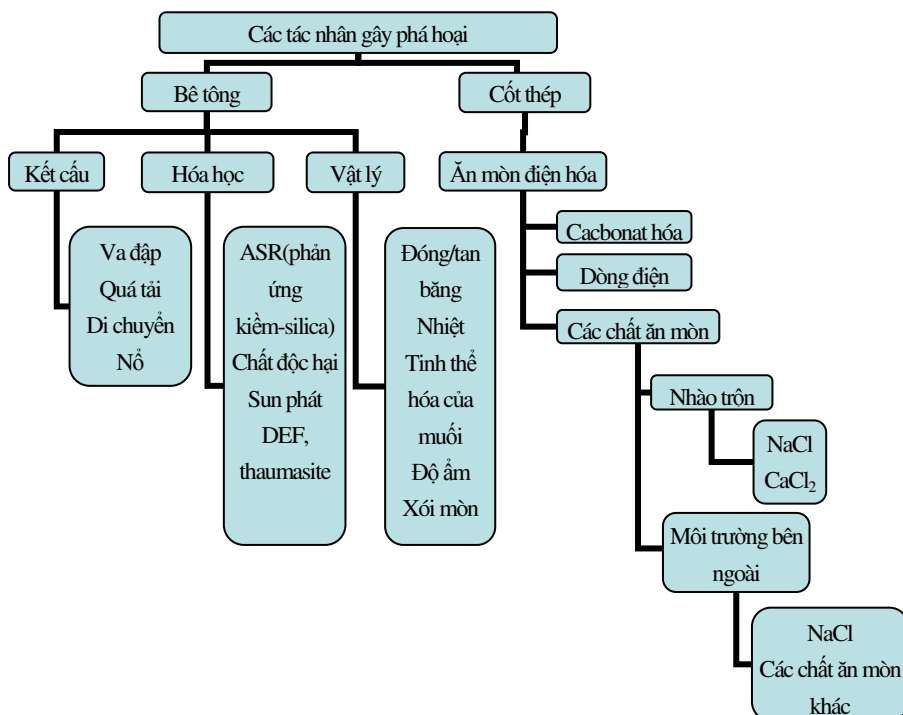 Các tác nhân gây phá hoại
Bê tông
Cốt thép
Kết cấu
Hóa học
Vật lý
Ăn mòn điện hóa
Va đập
Quá tải
Di chuyển
Nổ
ASR(phản
ứng
kiềm-silica)
Chất độc hại
Sun phát
DEF,
thaumasite
Đóng/tan
băng
Nhiệt
Tinh thể
hóa của
muối
Độ ẩm
Xói mòn
Cacbonat hóa
Dòng điện
Các chất ăn mòn
Nhào trộn
NaCl
CaCl₂
Môi trường bên
ngoài
NaCl
Các chất ăn mòn
khác